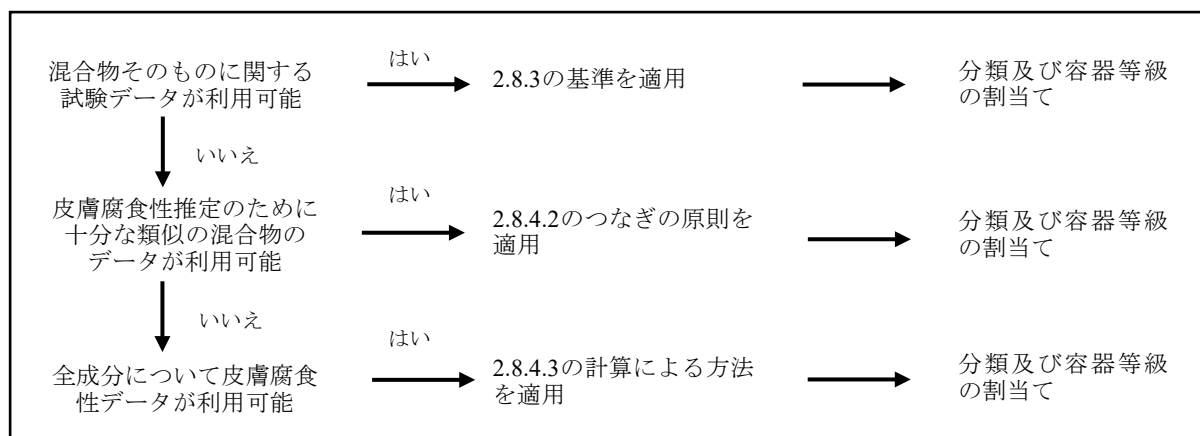 はい
混合物そのものに関する
試験データが利用可能
2.8.3の基準を適用
分類及び容器等級
の割当て
いいえ
はい
皮膚腐食性推定のために
十分な類似の混合物の
データが利用可能
2.8.4.2のつなぎの原則を
適用
分類及び容器等級
の割当て
いいえ
はい
全成分について皮膚腐食
性データが利用可能
2.8.4.3の計算による方法
を適用
分類及び容器等級
の割当て